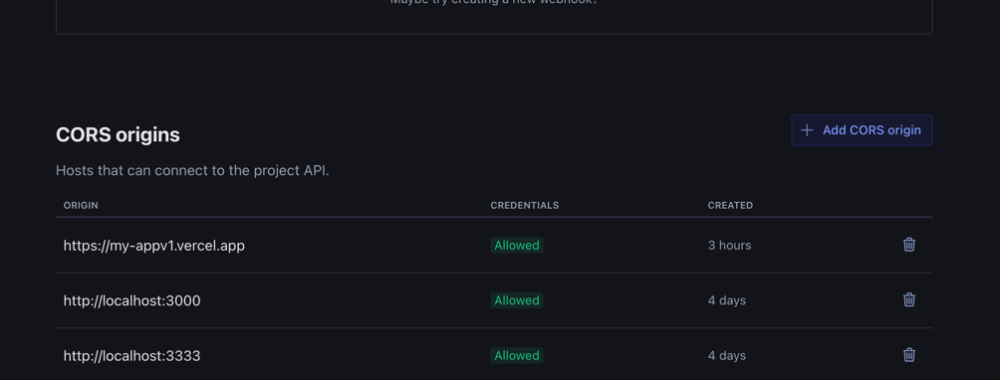 Maybe try creating a new webhook?
CORS origins
Add CORS origin
Hosts that can connect to the project API.
ORIGIN CREDENTIALS CREATED
https://my-appv1.vercel.app Allowed 3 hours
http://localhost:3000 Allowed 4 days
http://localhost:3333 Allowed 4 days